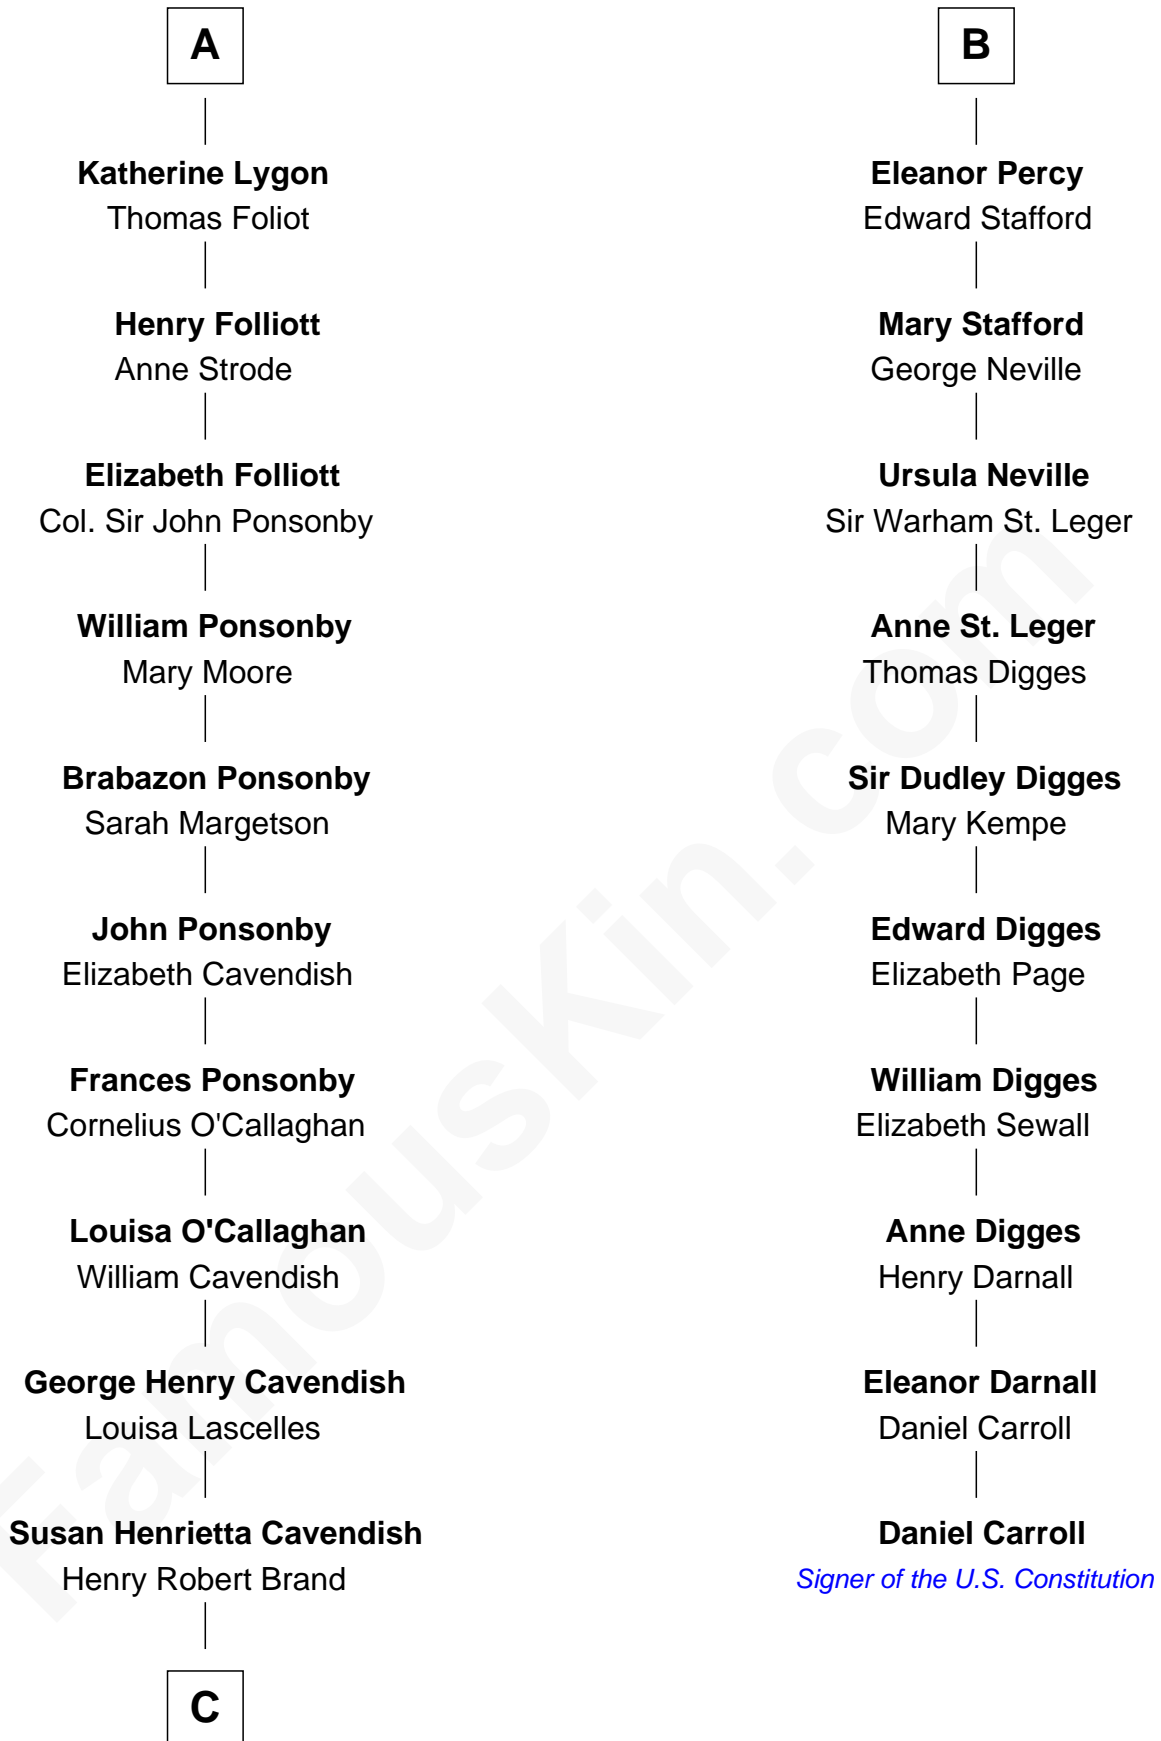 A
Katherine Lygon
Thomas Foliot
Henry Folliott
Anne Strode
Elizabeth Folliott
Col. Sir John Ponsonby
William Ponsonby
Mary Moore
Brabazon Ponsonby
Sarah Margetson
John Ponsonby
Elizabeth Cavendish
Frances Ponsonby
Cornelius O'Callaghan
Louisa O'Callaghan
William Cavendish
George Henry Cavendish
Louisa Lascelles
Susan Henrietta Cavendish
Henry Robert Brand
C
B
Eleanor Percy
Edward Stafford
Mary Stafford
George Neville
Ursula Neville
Sir Warham St. Leger
Anne St. Leger
Thomas Digges
Sir Dudley Digges
Mary Kempe
Edward Digges
Elizabeth Page
William Digges
Elizabeth Sewall
Anne Digges
Henry Darnall
Eleanor Darnall
Daniel Carroll
Daniel Carroll
Signer of the U.S. Constitution
FamousKin.com